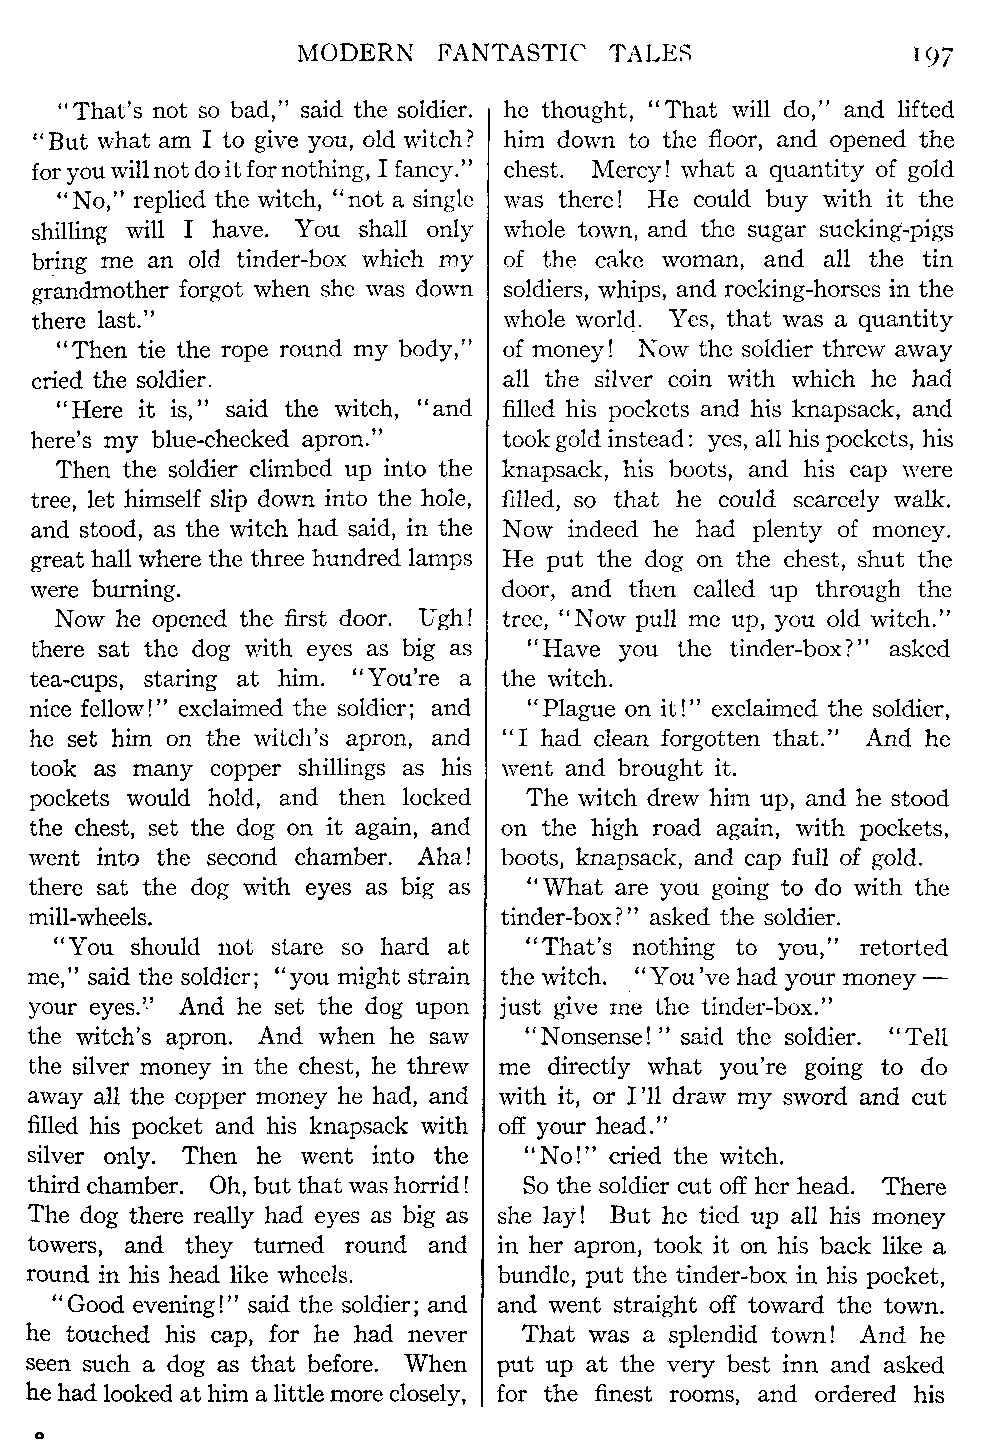 MODERN FANTASTIC TALES 197
"That's not so bad," said the soldier.
"But what am I to give you, old witch?
for you will not do it for nothing, I fancy."
"No," replied the witch, "not a single
shilling will I have. You shall only
bring me an old tinder-box which my
grandmother forgot when she was down
there last."
"Then tie the rope round my body,"
cried the soldier.
"Here it is," said the witch, "and
here's my blue-checked apron."
Then the soldier climbed up into the
tree, let himself slip down into the hole,
and stood, as the witch had said, in the
great hall where the three hundred lamps
were burning.
Now he opened the first door. Ugh!
there sat the dog with eyes as big as
tea-cups, staring at him. "You're a
nice fellow!" exclaimed the soldier; and
he set him on the witch's apron, and
took as many copper shillings as his
pockets would hold, and then locked
the chest, set the dog on it again, and
went into the second chamber. Aha!
there sat the dog with eyes as big as
mill-wheels.
"You should not stare so hard at
me," said the soldier; "you might strain
your eyes." And he set the dog upon
the witch's apron. And when he saw
the silver money in the chest, he threw
away all the copper money he had, and
filled his pocket and his knapsack with
silver only. Then he went into the
third chamber. Oh, but that was horrid!
The dog there really had eyes as big as
towers, and they turned round and
round in his head like wheels.
"Good evening!" said the soldier; and
he touched his cap, for he had never
seen such a dog as that before. When
he had looked at him a little more closely,
he thought, "That will do," and lifted
him down to the floor, and opened the
chest. Mercy! what a quantity of gold
was there! He could buy with it the
whole town, and the sugar sucking-pigs
of the cake woman, and all the tin
soldiers, whips, and rocking-horses in the
whole world. Yes, that was a quantity
of money! Now the soldier threw away
all the silver coin with which he had
filled his pockets and his knapsack, and
took gold instead: yes, all his pockets, his
knapsack, his boots, and his cap were
filled, so that he could scarcely walk.
Now indeed he had plenty of money.
He put the dog on the chest, shut the
door, and then called up through the
tree, "Now pull me up, you old witch."
"Have you the tinder-box?" asked
the witch.
"Plague on it!" exclaimed the soldier,
"I had clean forgotten that." And he
went and brought it.
The witch drew him up, and he stood
on the high road again, with pockets,
boots, knapsack, and cap full of gold.
"What are you going to do with the
tinder-box?" asked the soldier.
"That's nothing to you," retorted
the witch. "You've had your money —
just give me the tinder-box."
"Nonsense!" said the soldier. "Tell
me directly what you're going to do
with it, or I'll draw my sword and cut
off your head."
"No!" cried the witch.
So the soldier cut off her head. There
she lay! But he tied up all his money
in her apron, took it on his back like a
bundle, put the tinder-box in his pocket,
and went straight off toward the town.
That was a splendid town! And he
put up at the very best inn and asked
for the finest rooms, and ordered his